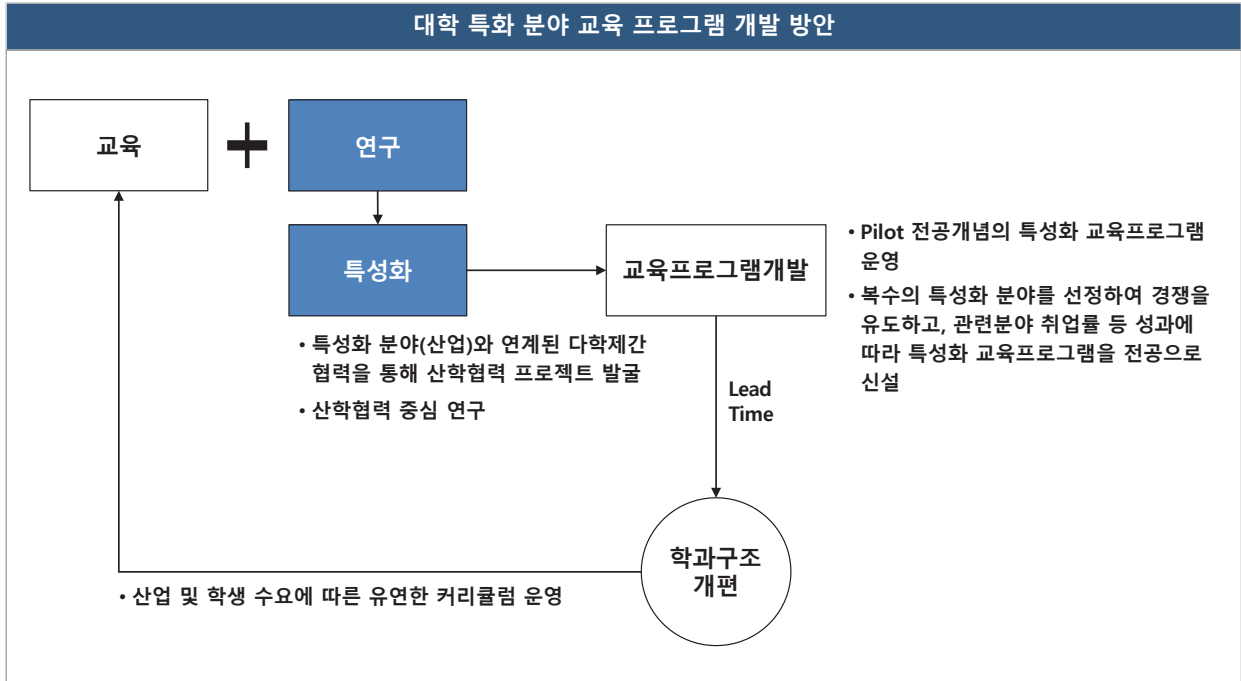 대학 특화 분야 교육 프로그램 개발 방안
교육
연구
특성화
교육프로그램개발
• Pilot 전공개념의 특성화 교육프로그램
운영
• 복수의 특성화 분야를 선정하여 경쟁을
유도하고, 관련분야 취업률 등 성과에
따라 특성화 교육프로그램을 전공으로
신설
• 특성화 분야(산업)와 연계된 다학제간
협력을 통해 산학협력 프로젝트 발굴
• 산학협력 중심 연구
Lead
Time
학과구조
개편
• 산업 및 학생 수요에 따른 유연한 커리큘럼 운영